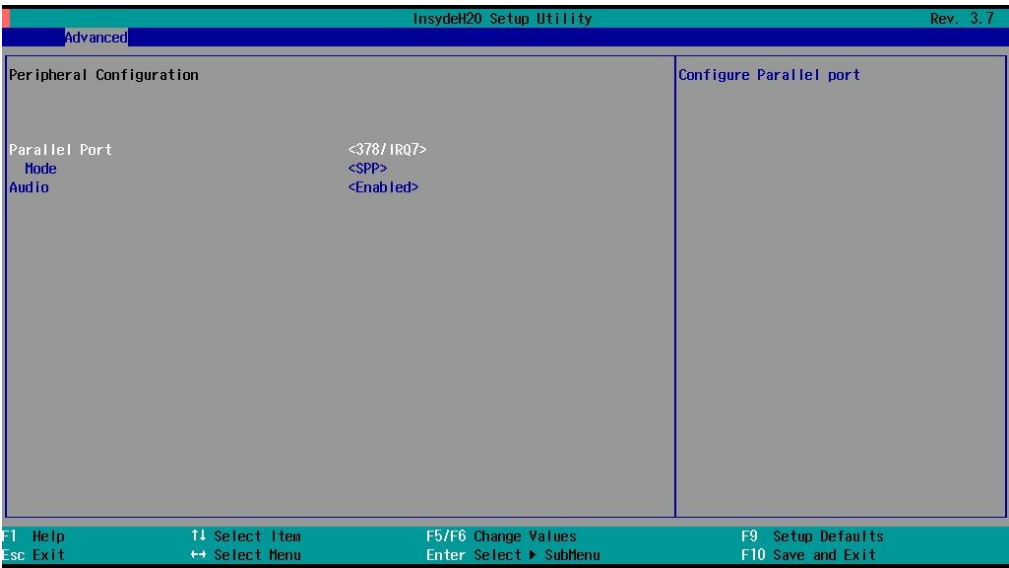 InsydeH20 Setup Utility Rev. 3.7
Advanced
Peripheral Configuration
Configure Parallel port
Parallel Port <378/IRQ7>
Mode <SPP>
Audio <Enabled>
F1 Help ↑↓ Select Item F5/F6 Change Values F9 Setup Defaults
Esc Exit ↔ Select Menu Enter Select ▶ SubMenu F10 Save and Exit